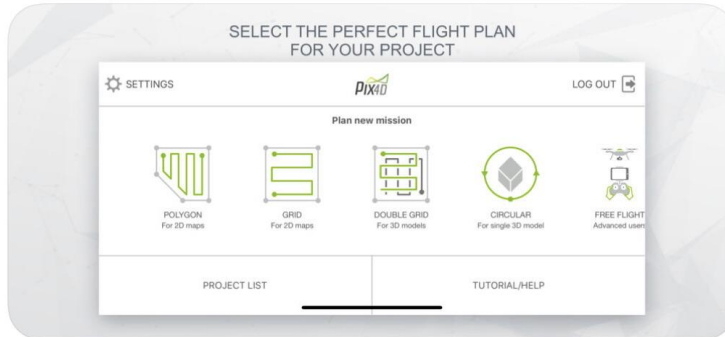 SELECT THE PERFECT FLIGHT PLAN
FOR YOUR PROJECT
SETTINGS
PIX4D
LOG OUT
Plan new mission
POLYGON
For 2D maps
GRID
For 2D maps
DOUBLE GRID
For 3D models
CIRCULAR
For single 3D model
FREE FLIGHT
Advanced users
PROJECT LIST
TUTORIAL/HELP